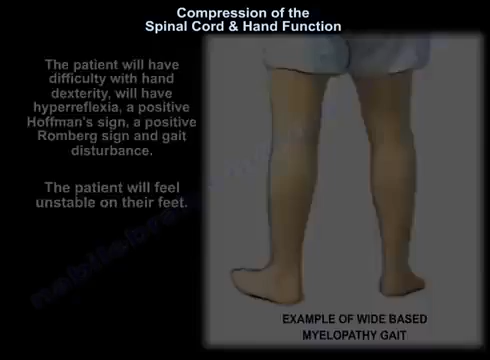 Compression of the
Spinal Cord & Hand Function
The patient will have
difficulty with hand
dexterity, will have
hyperreflexia, a positive
Hoffman's sign, a positive
Romberg sign and gait
disturbance.
The patient will feel
unstable on their feet.
EXAMPLE OF WIDE BASED
MYELOPATHY GAIT